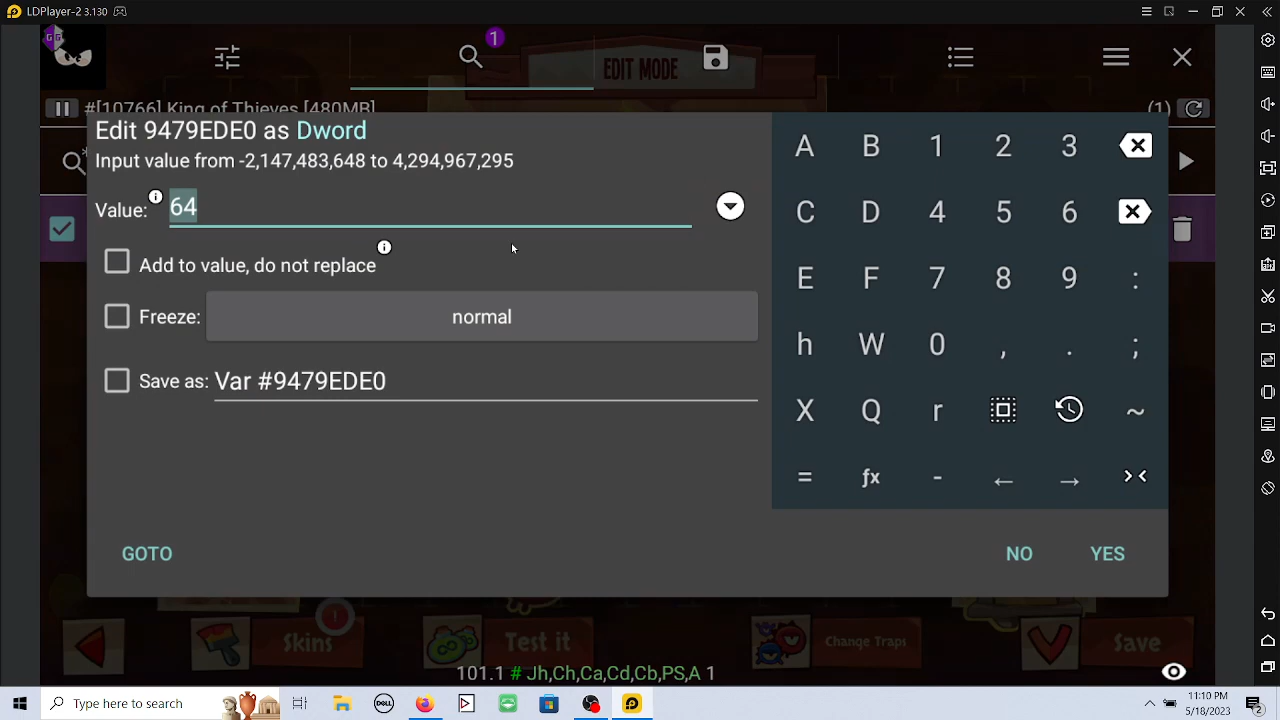 LDPlayer-2 3.130
1
EDIT MODE
#[10766] King of Thieves [480MB]
(1)
Edit 9479EDE0 as Dword
Input value from -2,147,483,648 to 4,294,967,295
Value: 64
Add to value, do not replace
Freeze: normal
Save as: Var #9479EDE0
A B 1 2 3
C D 4 5 6
E F 7 8 9 :
h W 0 , . ;
X Q r ~
= ƒx - ← → ><
GOTO NO YES
Skins Test it Change Traps Save
101.1 # Jh,Ch,Ca,Cd,Cb,PS,A 1
Type here to search
11:10 PM
5/18/2023
2